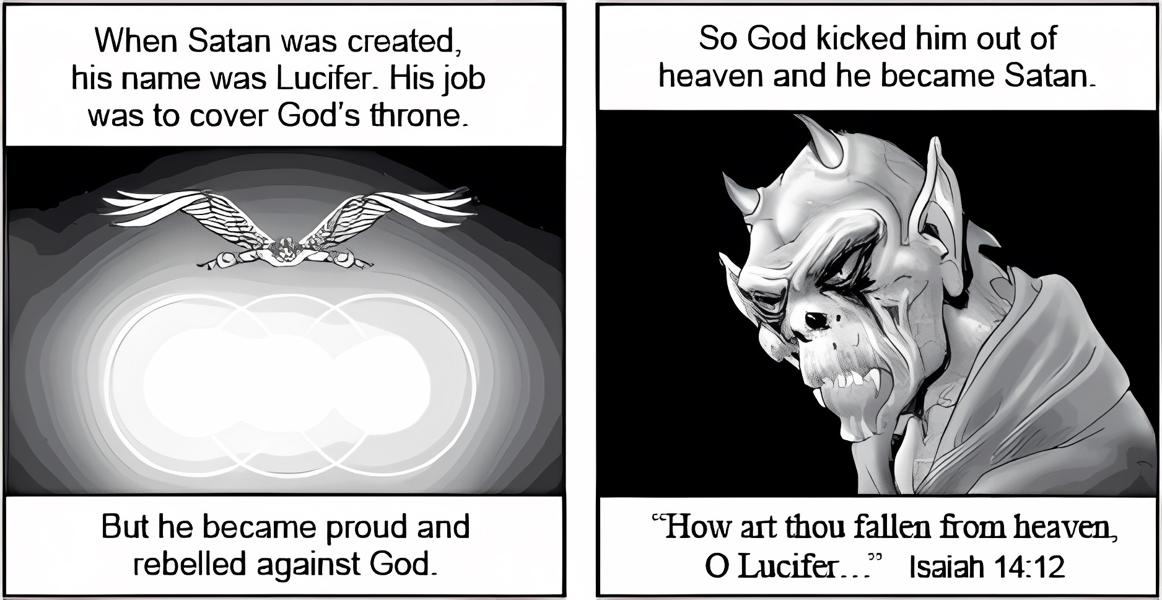 When Satan was created,
his name was Lucifer. His job
was to cover God's throne.
But he became proud and
rebelled against God.
So God kicked him out of
heaven and he became Satan.
“How art thou fallen from heaven,
O Lucifer...” Isaiah 14:12